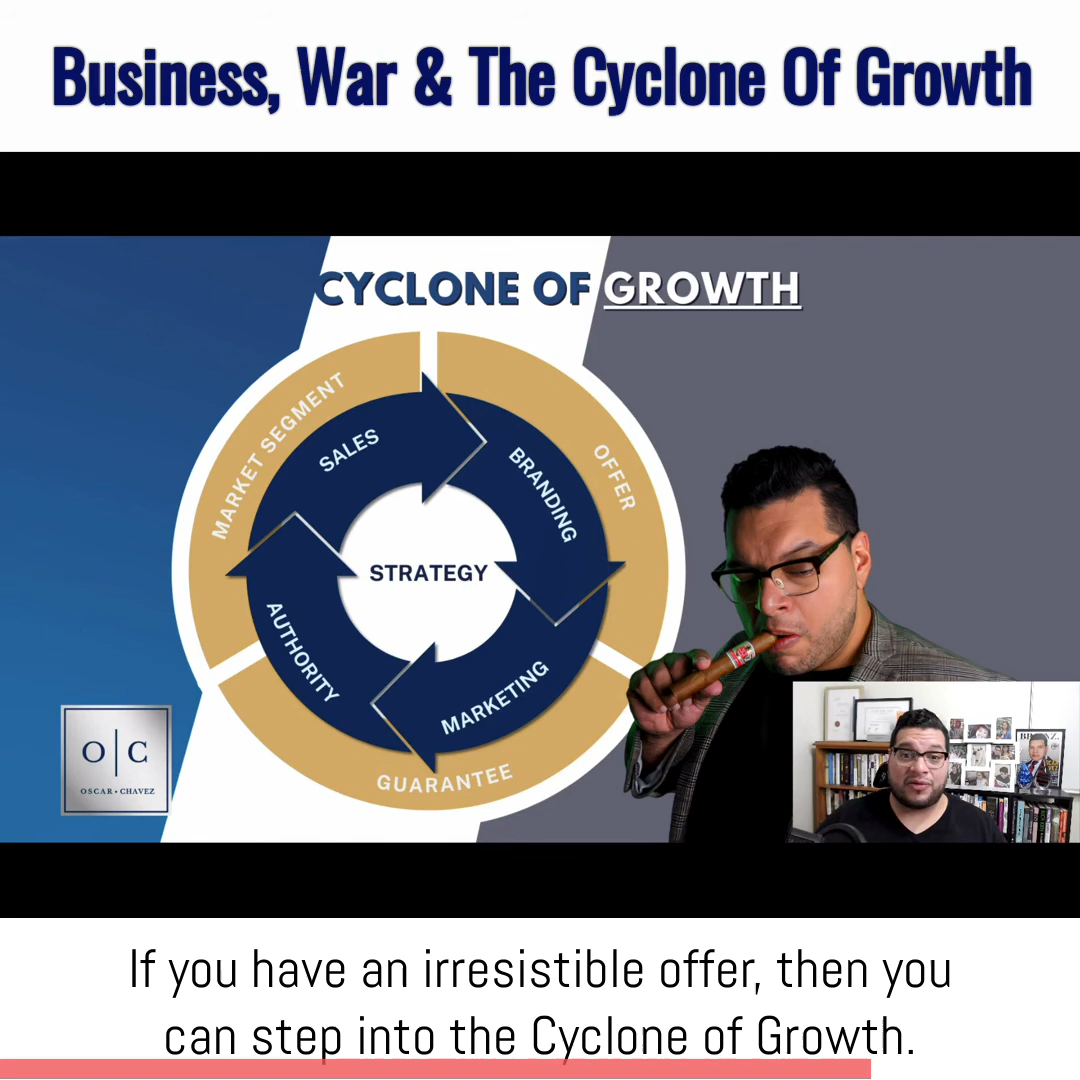 Business, War & The Cyclone Of Growth
CYCLONE OF GROWTH
MARKET SEGMENT
OFFER
GUARANTEE
SALES
BRANDING
MARKETING
AUTHORITY
STRATEGY
O|C
OSCAR • CHAVEZ
If you have an irresistible offer, then you
can step into the Cyclone of Growth.